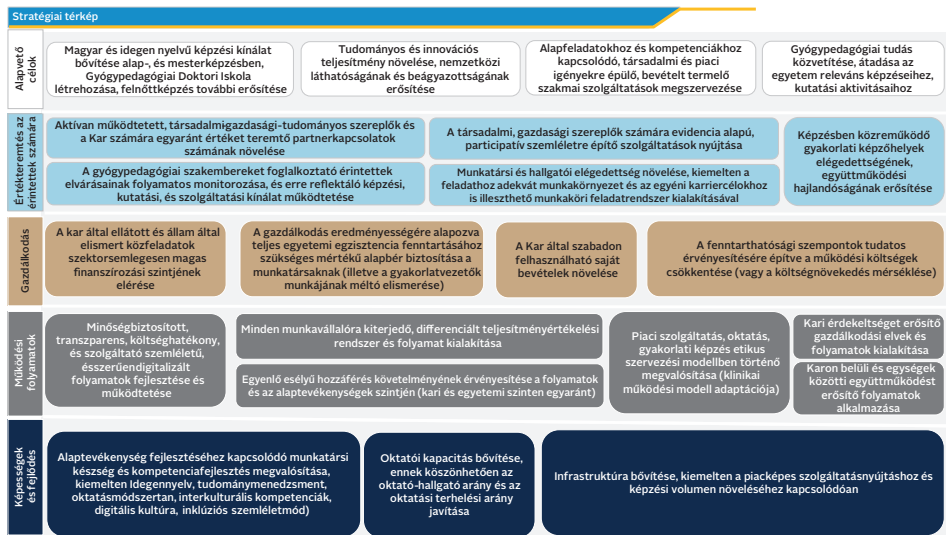 Stratégiai térkép
Alapvető
célok
Magyar és idegen nyelvű képzési kínálat
bővítése alap-, és mesterképzésben,
Gyógypedagógiai Doktori Iskola
létrehozása, felnőttképzés további erősítése
Tudományos és innovációs
teljesítmény növelése, nemzetközi
láthatóságának és beágyazottságának
erősítése
Alapfeladatokhoz és kompetenciákhoz
kapcsolódó, társadalmi és piaci
igényekre épülő, bevételt termelő
szakmai szolgáltatások megszervezése
Gyógypedagógiai tudás
közvetítése, átadása az
egyetem releváns képzéseihez,
kutatási aktivitásaihoz
Értékteremtés az
érintettek számára
Aktívan működtetett, társadalmigazdasági-tudományos szereplők és
a Kar számára egyaránt értéket teremtő partnerkapcsolatok
számának növelése
A gyógypedagógiai szakembereket foglalkoztató érintettek
elvárásainak folyamatos monitorozása, és erre reflektáló képzési,
kutatási, és szolgáltatási kínálat működtetése
A társadalmi, gazdasági szereplők számára evidencia alapú,
participatív szemléletre építő szolgáltatások nyújtása
Munkatársi és hallgatói elégedettség növelése, kiemelten a
feladathoz adekvát munkakörnyezet és az egyéni karriercélokhoz
is illeszthető munkaköri feladatrendszer kialakításával
Képzésben közreműködő
gyakorlati képzőhelyek
elégedettségének,
együttműködési
hajlandóságának erősítése
Gazdálkodás
A kar által ellátott és állam által
elismert közfeladatok
szektorsemlegesen magas
finanszírozási szintjének
elérése
A gazdálkodás eredményességére alapozva
teljes egyetemi egzisztencia fenntartásához
szükséges mértékű alapbér biztosítása a
munkatársaknak (illetve a gyakorlatvezetők
munkájának méltó elismerése)
A Kar által szabadon
felhasználható saját
bevételek növelése
A fenntarthatósági szempontok tudatos
érvényesítésére építve a működési költségek
csökkentése (vagy a költségnövekedés mérséklése)
Működési
folyamatok
Minőségbiztosított,
transzparens, költséghatékony,
és szolgáltató szemléletű,
ésszerűendigitalizált
folyamatok fejlesztése és
működtetése
Minden munkavállalóra kiterjedő, differenciált teljesítményértékelési
rendszer és folyamat kialakítása
Egyenlő esélyű hozzáférés követelményének érvényesítése a folyamatok
és az alaptevékenységek szintjén (kari és egyetemi szinten egyaránt)
Piaci szolgáltatás, oktatás,
gyakorlati képzés etikus
szervezési modellben történő
megvalósítása (klinikai
működési modell adaptációja)
Kari érdekeltséget erősítő
gazdálkodási elvek és
folyamatok kialakítása
Karon belüli és egységek
közötti együttműködést
erősítő folyamatok
alkalmazása
Képességek
és fejlődés
Alaptevékenység fejlesztéséhez kapcsolódó munkatársi
készség és kompetenciafejlesztés megvalósítása,
kiemelten Idegennyelv, tudománymenedzsment,
oktatásmódszertan, interkulturális kompetenciák,
digitális kultúra, inklúziós szemléletmód)
Oktatói kapacitás bővítése,
ennek köszönhetően az
oktató-hallgató arány és az
oktatási terhelési arány
javítása
Infrastruktúra bővítése, kiemelten a piacképes szolgáltatásnyújtáshoz és
képzési volumen növeléséhez kapcsolódóan